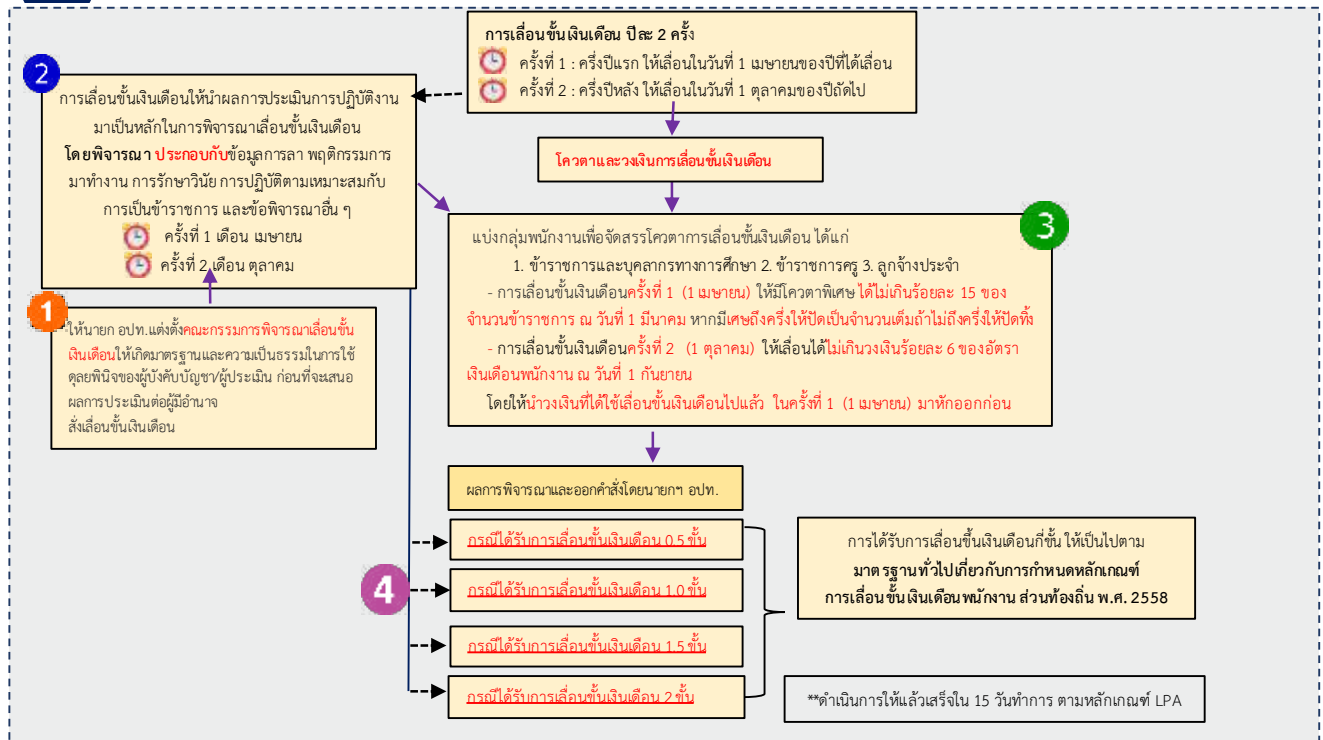 การเลื่อนขั้นเงินเดือน ปีละ 2 ครั้ง
ครั้งที่ 1 : ครึ่งปีแรก ให้เลื่อนในวันที่ 1 เมษายนของปีที่ได้เลื่อน
ครั้งที่ 2 : ครึ่งปีหลัง ให้เลื่อนในวันที่ 1 ตุลาคมของปีถัดไป
2
การเลื่อนขั้นเงินเดือนให้นำผลการประเมินการปฏิบัติงาน
มาเป็นหลักในการพิจารณาเลื่อนขั้นเงินเดือน
โดยพิจารณา ประกอบกับข้อมูลการลา พฤติกรรมการ
มาทำงาน การรักษาวินัย การปฏิบัติตามเหมาะสมกับ
การเป็นข้าราชการ และข้อพิจารณาอื่น ๆ
ครั้งที่ 1 เดือน เมษายน
ครั้งที่ 2 เดือน ตุลาคม
โควตาและวงเงินการเลื่อนขั้นเงินเดือน
3
แบ่งกลุ่มพนักงานเพื่อจัดสรรโควตาการเลื่อนขั้นเงินเดือน ได้แก่
1. ข้าราชการและบุคลากรทางการศึกษา 2. ข้าราชการครู 3. ลูกจ้างประจำ
- การเลื่อนขั้นเงินเดือนครั้งที่ 1 (1 เมษายน) ให้มีโควตาพิเศษ ได้ไม่เกินร้อยละ 15 ของ
จำนวนข้าราชการ ณ วันที่ 1 มีนาคม หากมีเศษถึงครึ่งให้ปัดเป็นจำนวนเต็มถ้าไม่ถึงครึ่งให้ปัดทิ้ง
- การเลื่อนขั้นเงินเดือนครั้งที่ 2 (1 ตุลาคม) ให้เลื่อนได้ไม่เกินวงเงินร้อยละ 6 ของอัตรา
เงินเดือนพนักงาน ณ วันที่ 1 กันยายน
โดยให้นำวงเงินที่ได้ใช้เลื่อนขั้นเงินเดือนไปแล้ว ในครั้งที่ 1 (1 เมษายน) มาหักออกก่อน
1
ให้นายก อปท.แต่งตั้งคณะกรรมการพิจารณาเลื่อนขั้น
เงินเดือนให้เกิดมาตรฐานและความเป็นธรรมในการใช้
ดุลยพินิจของผู้บังคับบัญชา/ผู้ประเมิน ก่อนที่จะเสนอ
ผลการประเมินต่อผู้มีอำนาจ
สั่งเลื่อนขั้นเงินเดือน
ผลการพิจารณาและออกคำสั่งโดยนายกฯ อปท.
4
กรณีได้รับการเลื่อนขั้นเงินเดือน 0.5 ขั้น
กรณีได้รับการเลื่อนขั้นเงินเดือน 1.0 ขั้น
กรณีได้รับการเลื่อนขั้นเงินเดือน 1.5 ขั้น
กรณีได้รับการเลื่อนขั้นเงินเดือน 2 ขั้น
การได้รับการเลื่อนขึ้นเงินเดือนกี่ขั้น ให้เป็นไปตาม
มาตรฐานทั่วไปเกี่ยวกับการกำหนดหลักเกณฑ์
การเลื่อนขั้นเงินเดือนพนักงาน ส่วนท้องถิ่น พ.ศ. 2558
**ดำเนินการให้แล้วเสร็จใน 15 วันทำการ ตามหลักเกณฑ์ LPA